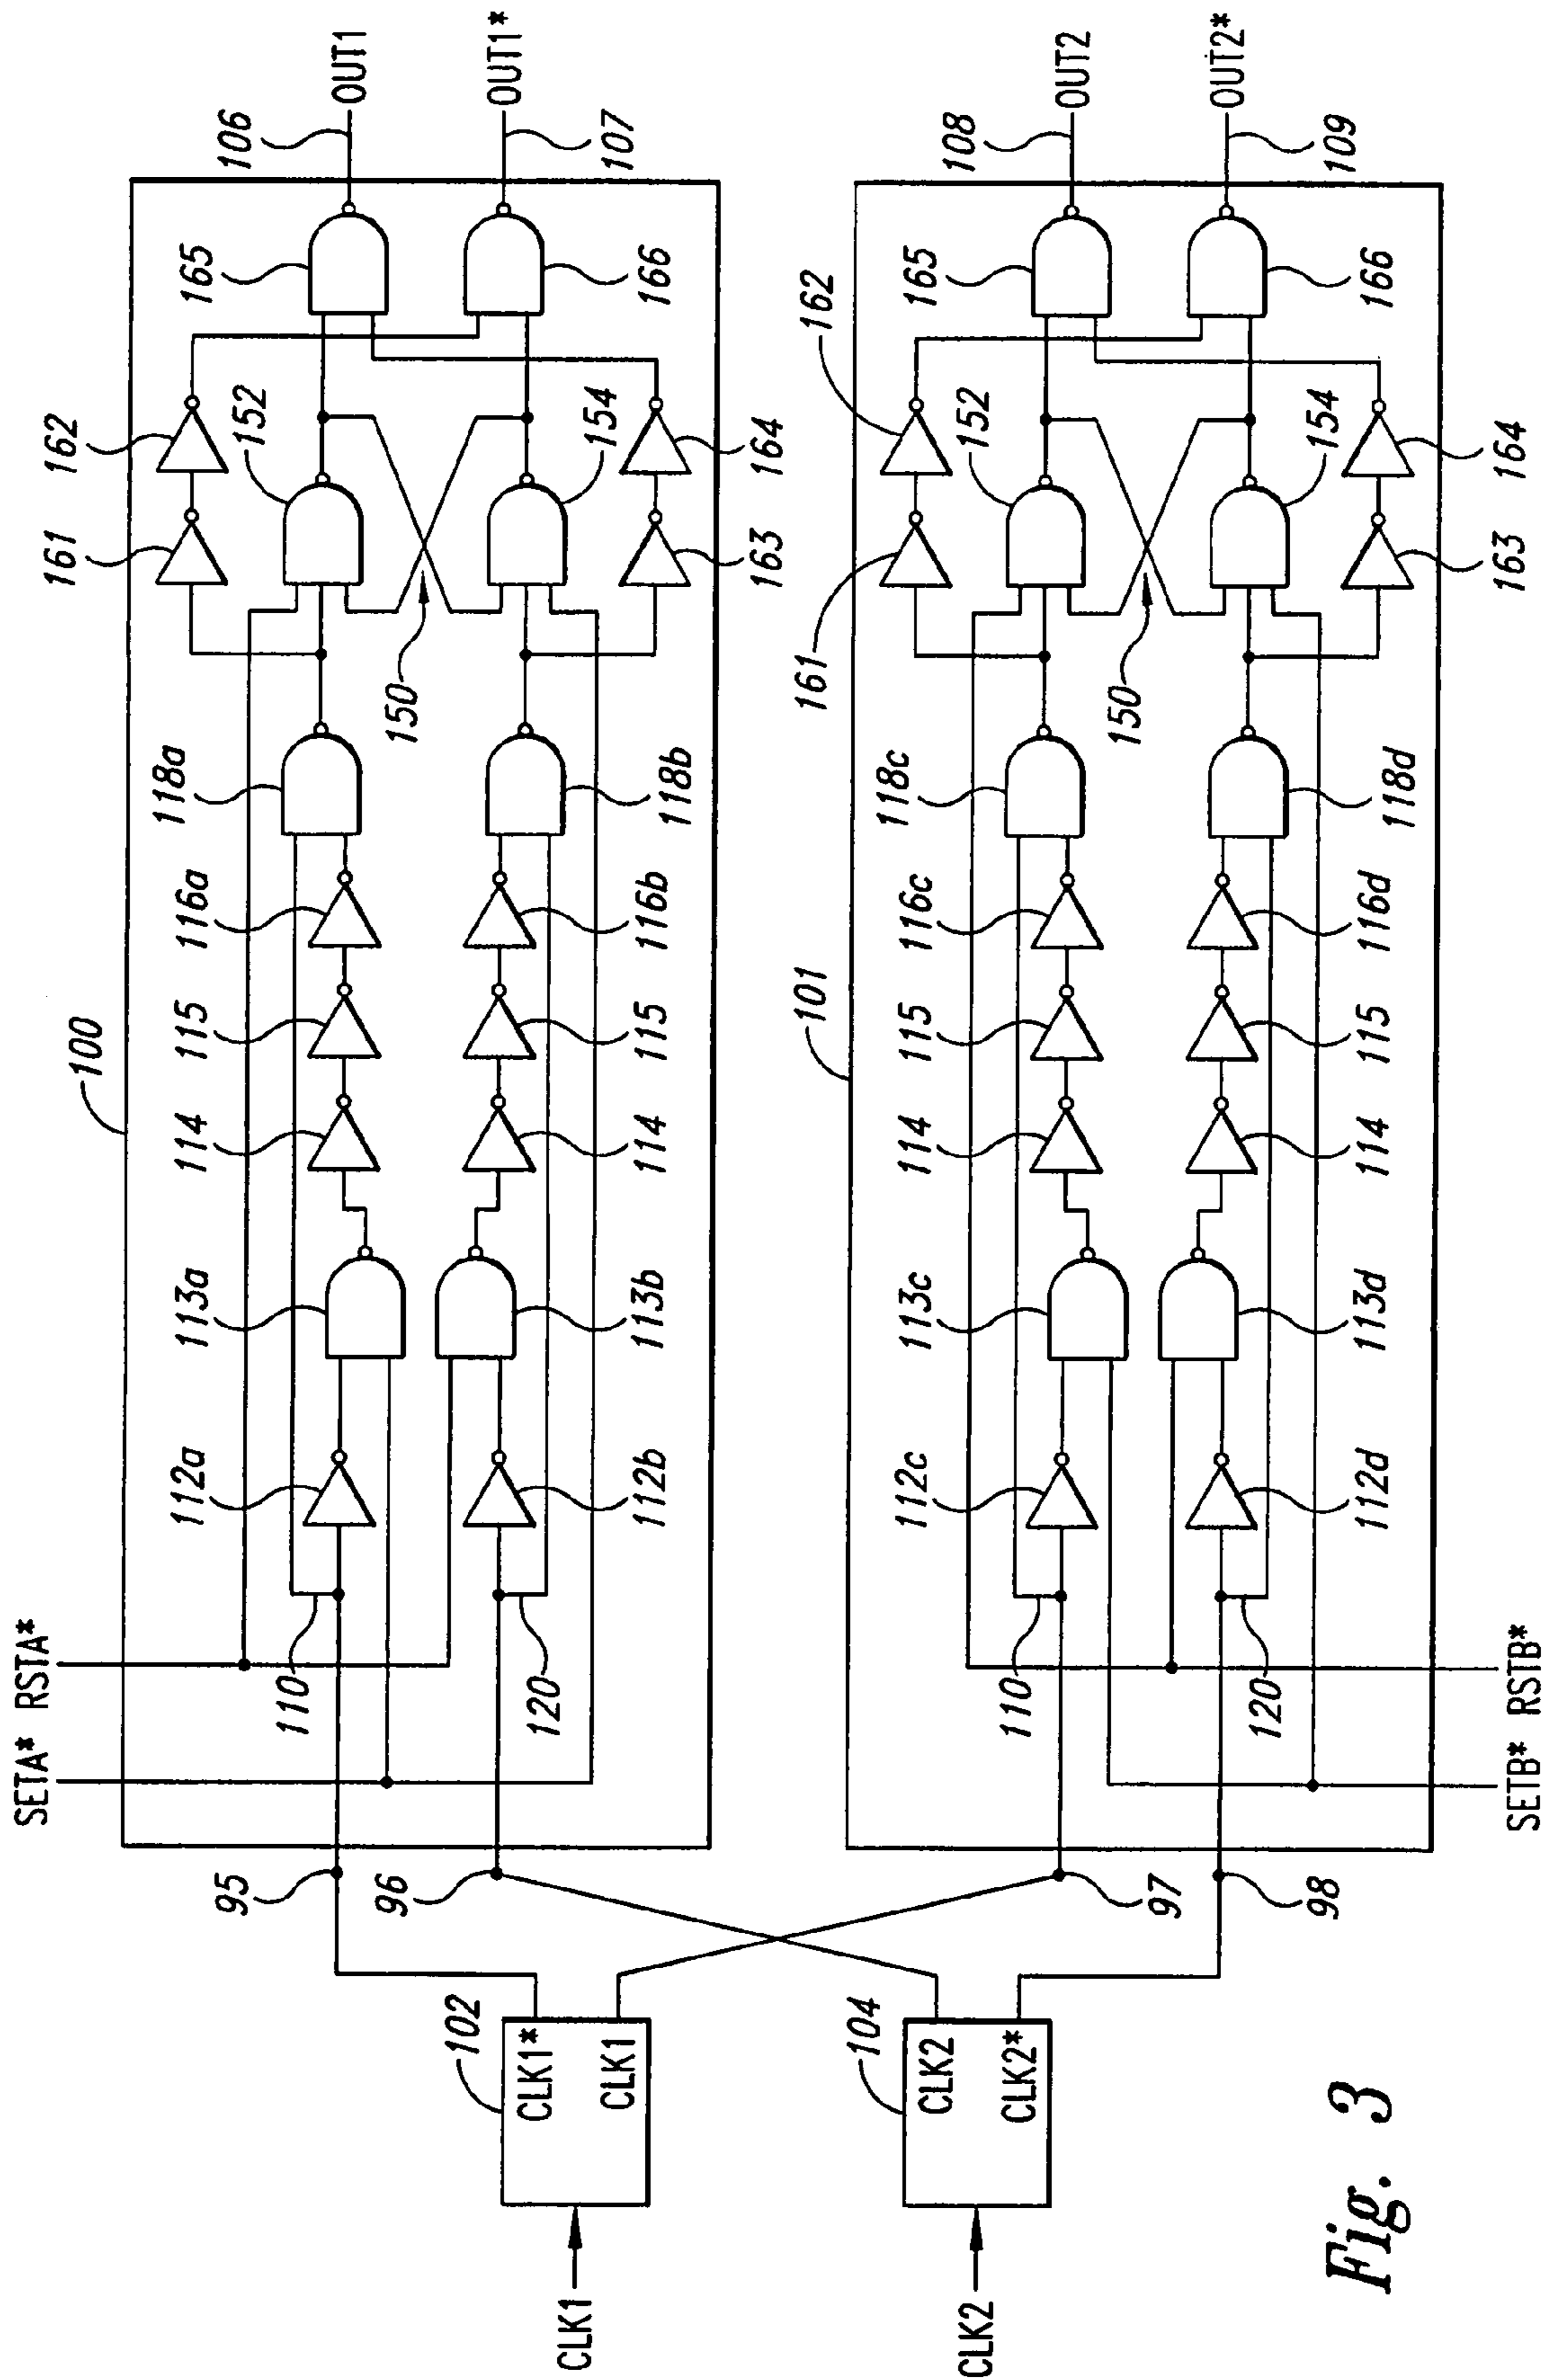 SETA* RSTA*
100
95
110
112a
113a
114
115
116a
118a
161
162
152
165
106
OUT1
OUT1*
107
166
154
164
163
150
118b
116b
115
114
113b
112b
120
96
102
CLK1*
CLK1
CLK1
101
97
110
112c
113c
114
115
116c
118c
161
162
152
165
108
OUT2
OUT2*
109
166
154
164
163
150
118d
116d
115
114
113d
112d
120
98
104
CLK2
CLK2*
CLK2
SETB* RSTB*
Fig. 3